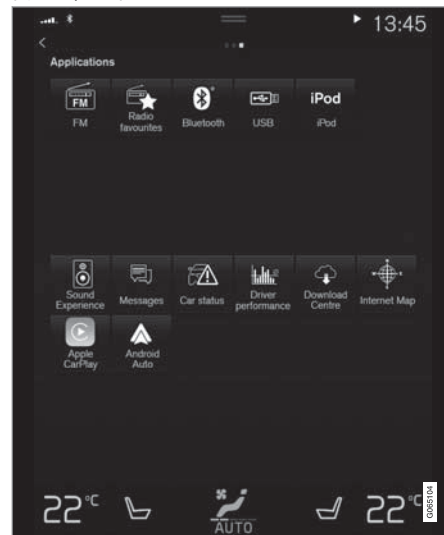 13:45
Applications
FM
iPod
FM
Radio
favourites
Bluetooth
USB
iPod
Sound
Experience
Messages
Car status
Driver
performance
Download
Centre
Internet Map
Apple
CarPlay
Android
Auto
22°C
AUTO
22°C
G065104